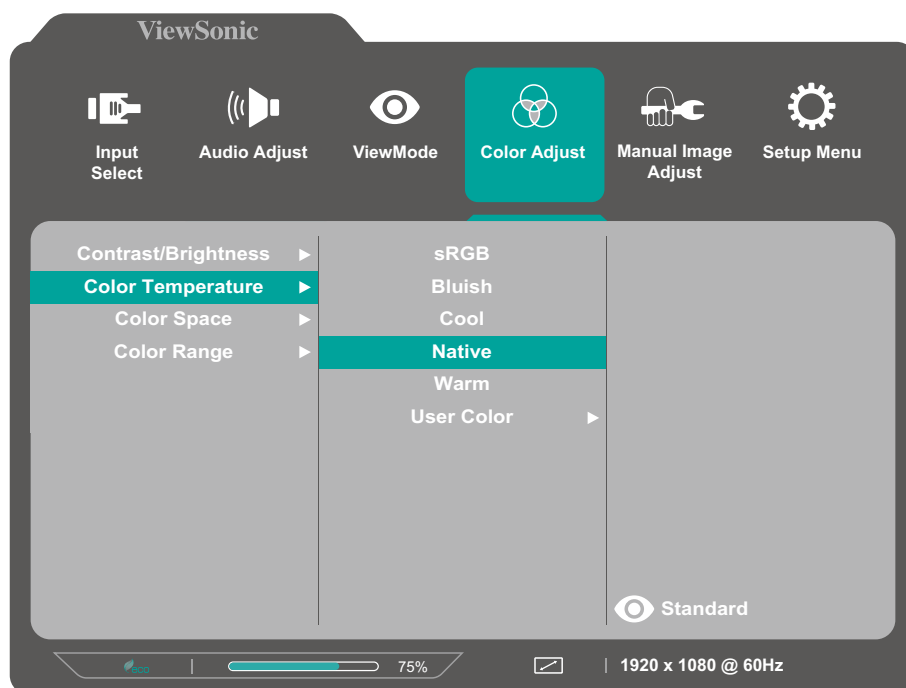 ViewSonic
Input
Select
Audio Adjust
ViewMode
Color Adjust
Manual Image
Adjust
Setup Menu
Contrast/Brightness
Color Temperature
Color Space
Color Range
sRGB
Bluish
Cool
Native
Warm
User Color
Standard
eco
75%
1920 x 1080 @ 60Hz